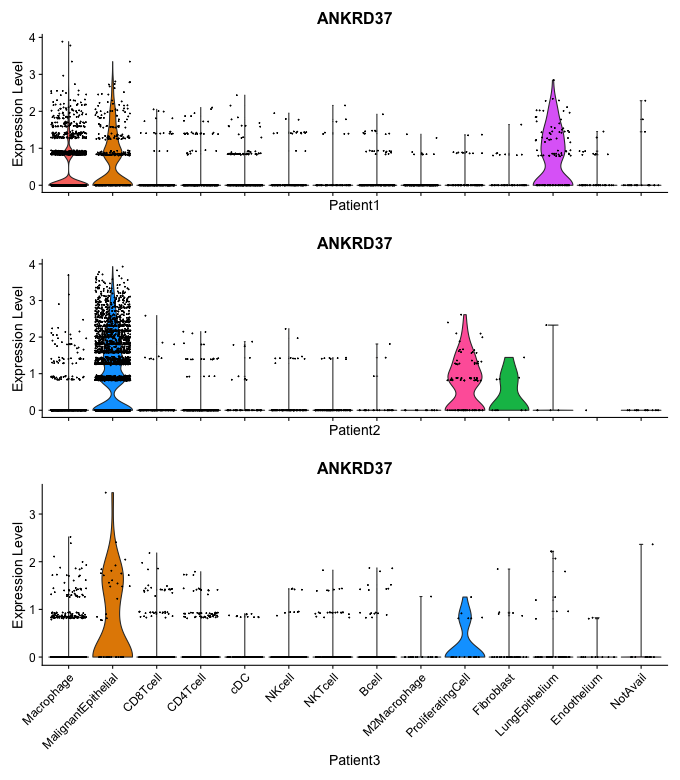 ANKRD37
Expression Level
4
3
2
1
0
Patient1
ANKRD37
Expression Level
4
3
2
1
0
Patient2
ANKRD37
Expression Level
3
2
1
0
Macrophage
MalignantEpithelial
CD8Tcell
CD4Tcell
cDC
NKcell
NKTcell
Bcell
M2Macrophage
ProliferatingCell
Fibroblast
LungEpithelium
Endothelium
NotAvail
Patient3